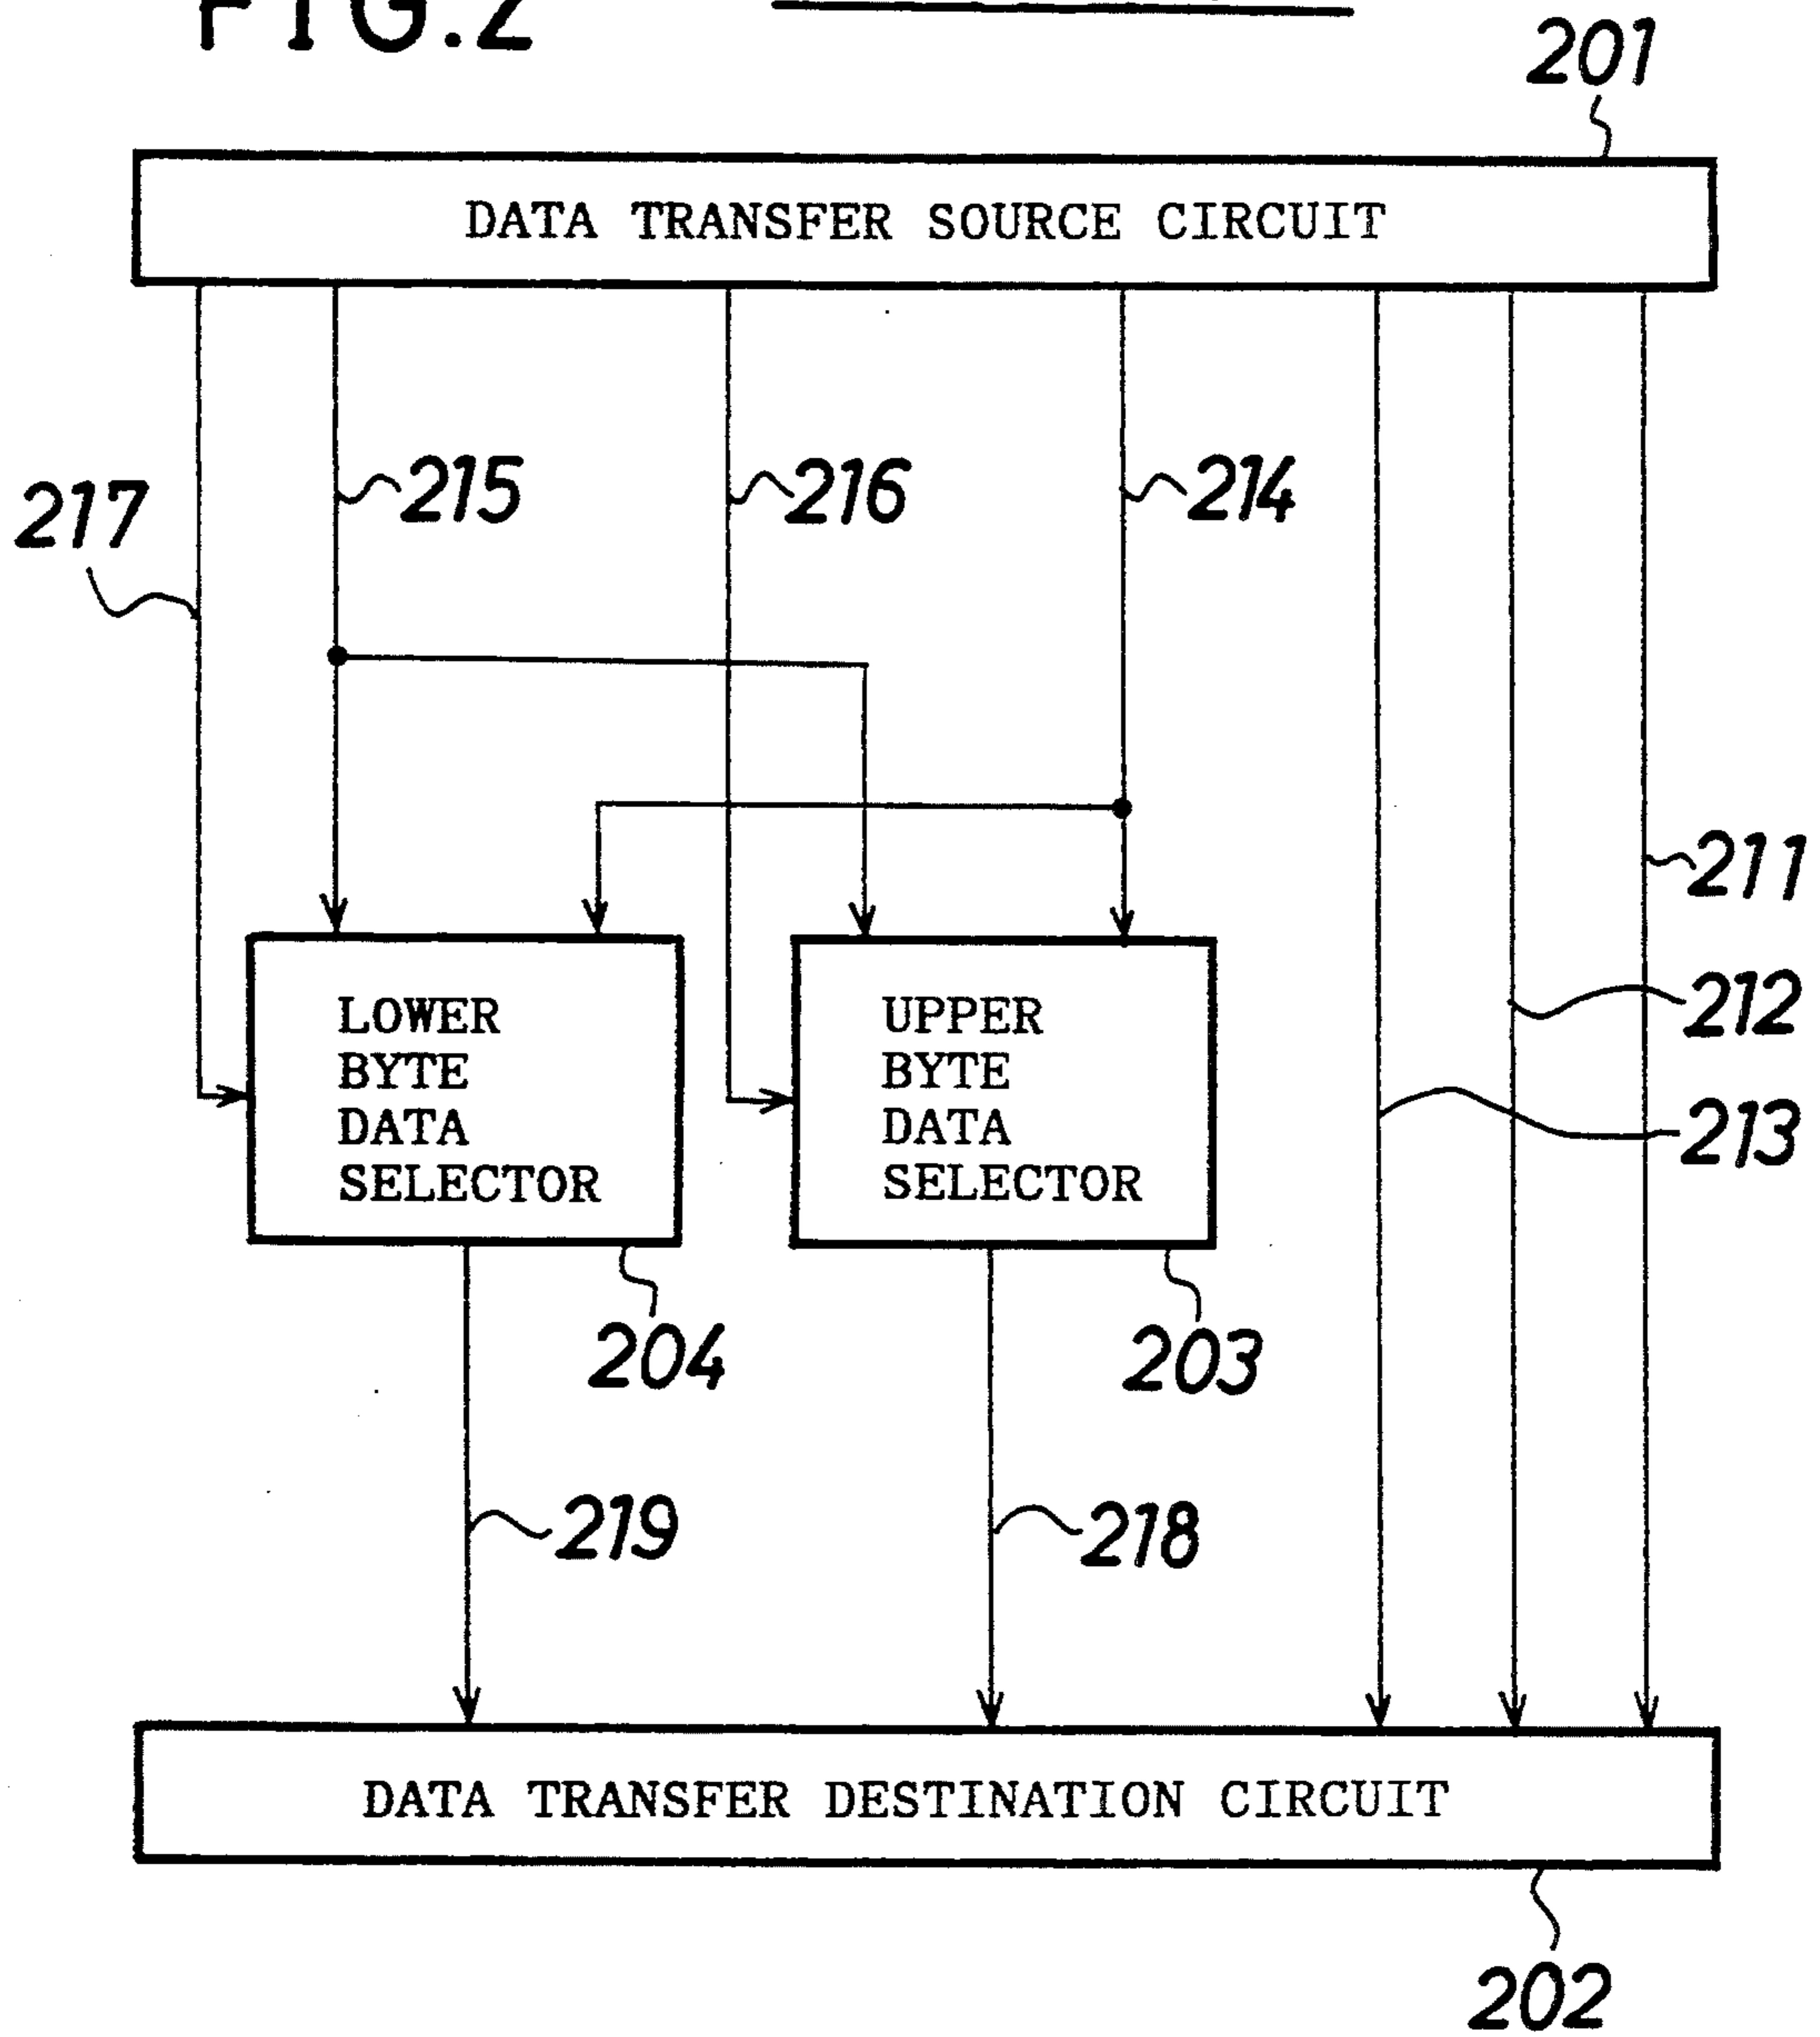 FIG.2
201
DATA TRANSFER SOURCE CIRCUIT
217
215
216
214
211
212
213
LOWER
BYTE
DATA
SELECTOR
UPPER
BYTE
DATA
SELECTOR
204
203
219
218
DATA TRANSFER DESTINATION CIRCUIT
202